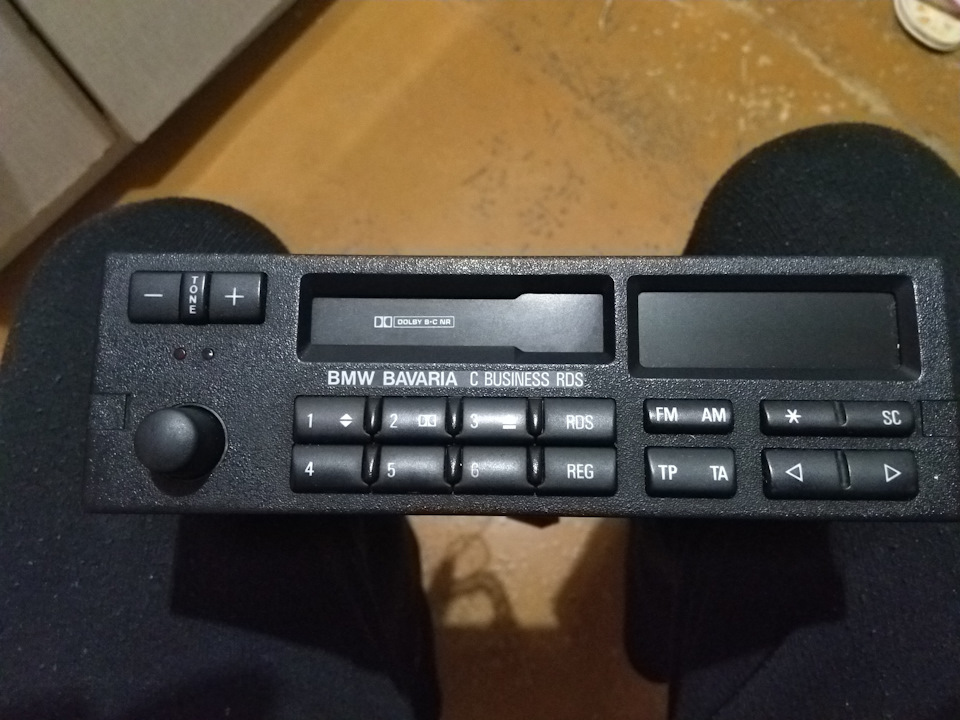 − TONE +
DOLBY B-C NR
BMW BAVARIA C BUSINESS RDS
1 2 3 RDS
FM AM
* SC
4 5 6 REG
TP TA